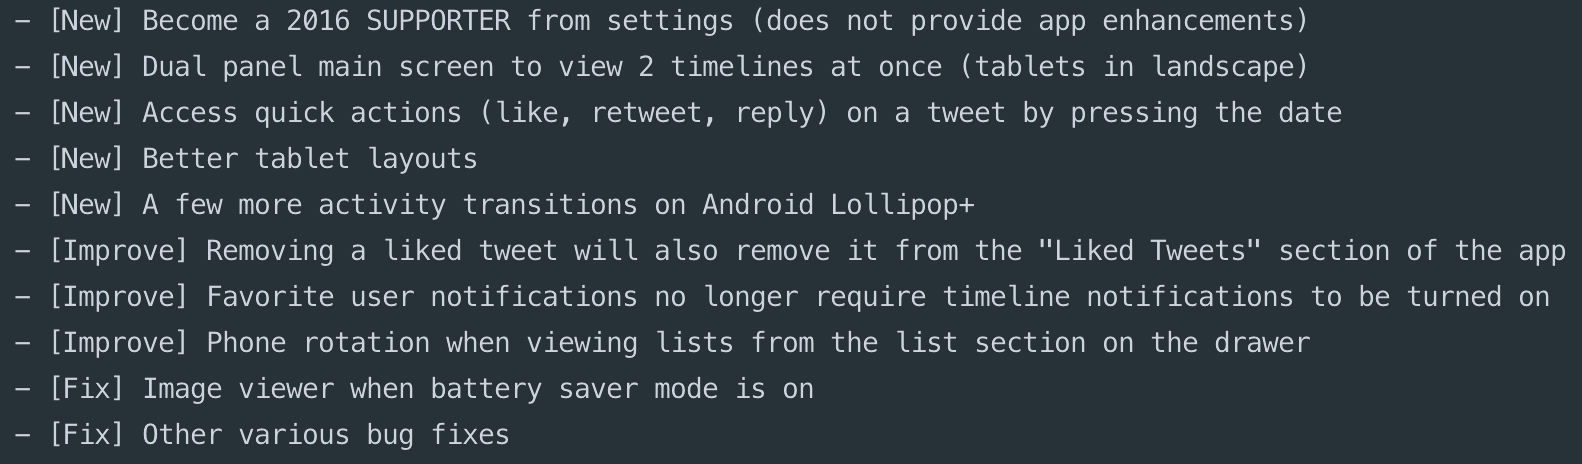 - [New] Become a 2016 SUPPORTER from settings (does not provide app enhancements)
- [New] Dual panel main screen to view 2 timelines at once (tablets in landscape)
- [New] Access quick actions (like, retweet, reply) on a tweet by pressing the date
- [New] Better tablet layouts
- [New] A few more activity transitions on Android Lollipop+
- [Improve] Removing a liked tweet will also remove it from the "Liked Tweets" section of the app
- [Improve] Favorite user notifications no longer require timeline notifications to be turned on
- [Improve] Phone rotation when viewing lists from the list section on the drawer
- [Fix] Image viewer when battery saver mode is on
- [Fix] Other various bug fixes